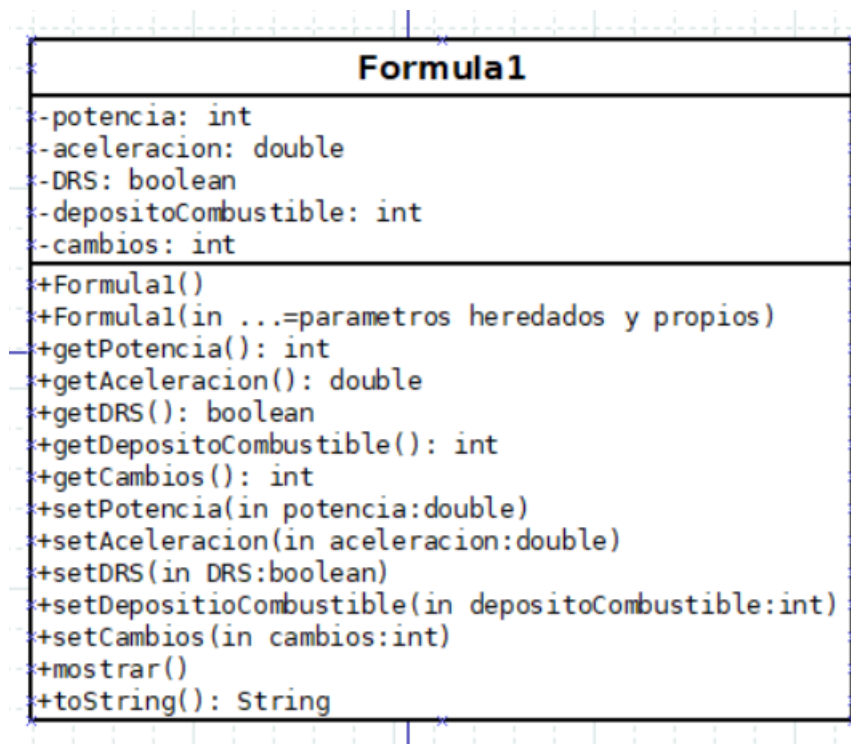 Formula1
-potencia: int
-aceleracion: double
-DRS: boolean
-depositoCombustible: int
-cambios: int
+Formula1()
+Formula1(in ...=parametros heredados y propios)
+getPotencia(): int
+getAceleracion(): double
+getDRS(): boolean
+getDepositoCombustible(): int
+getCambios(): int
+setPotencia(in potencia:double)
+setAceleracion(in aceleracion:double)
+setDRS(in DRS:boolean)
+setDepositioCombustible(in depositoCombustible:int)
+setCambios(in cambios:int)
+mostrar()
+toString(): String